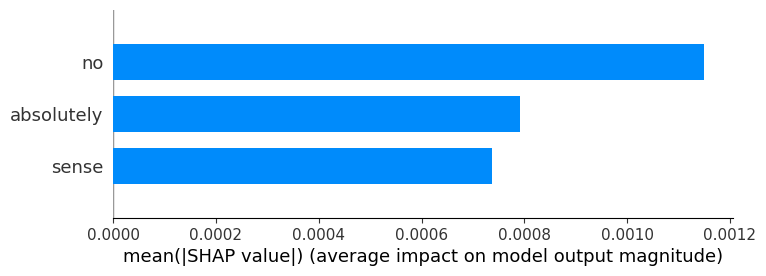 no
absolutely
sense
0.0000 0.0002 0.0004 0.0006 0.0008 0.0010 0.0012
mean(|SHAP value|) (average impact on model output magnitude)